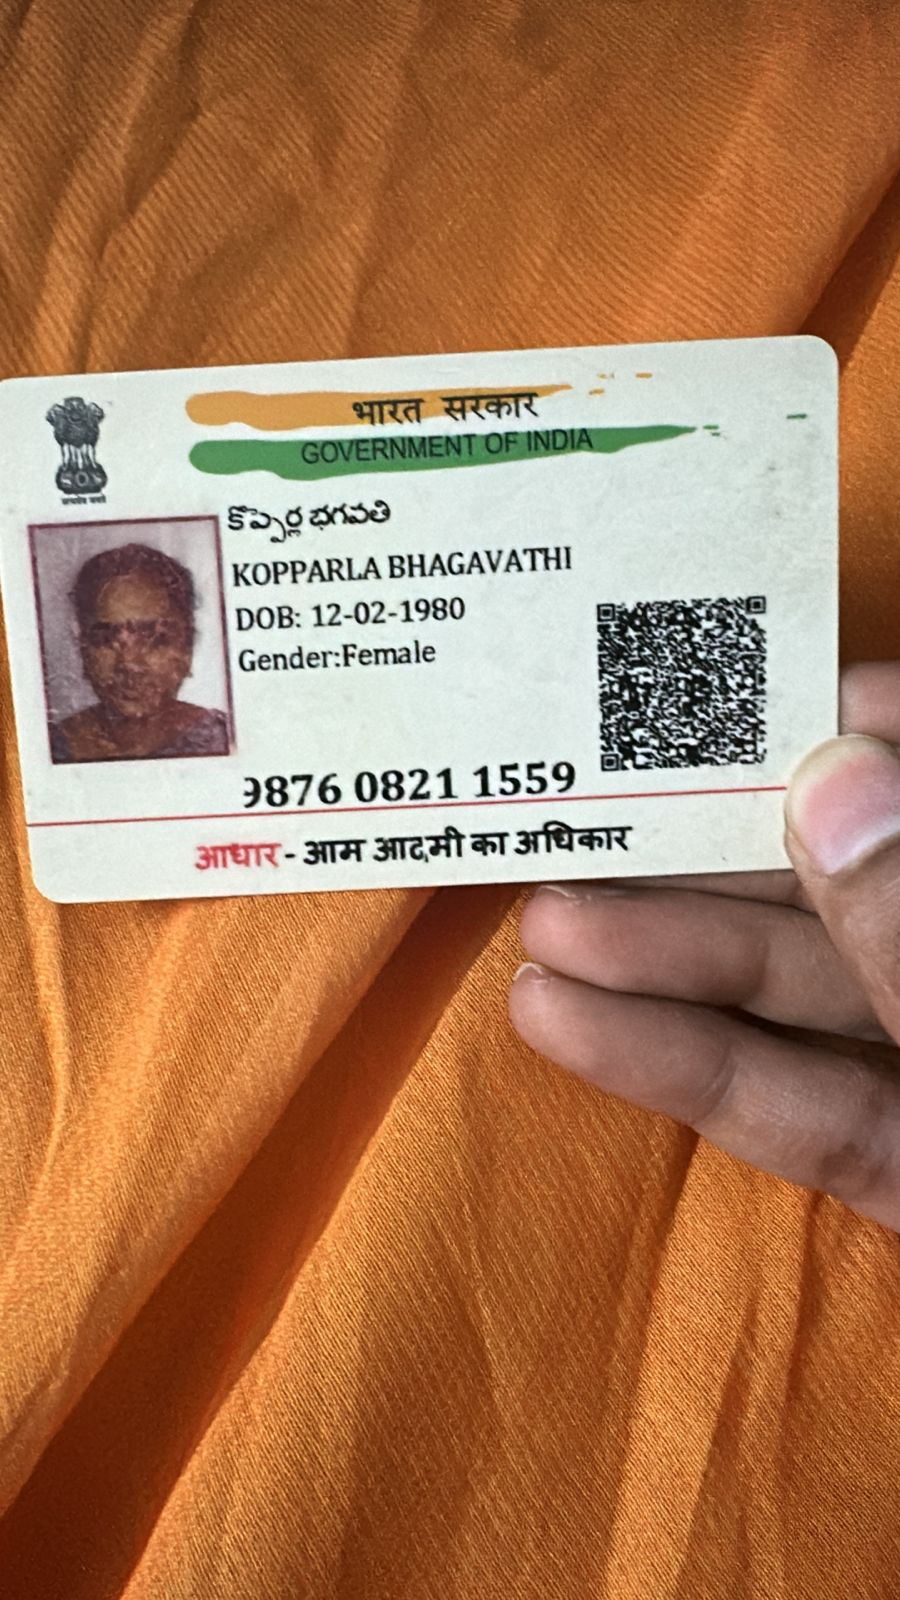 भारत सरकार
GOVERNMENT OF INDIA
కొప్పెర్ల భగవతి
KOPPARLA BHAGAVATHI
DOB: 12-02-1980
Gender:Female
9876 0821 1559
आधार - आम आदमी का अधिकार